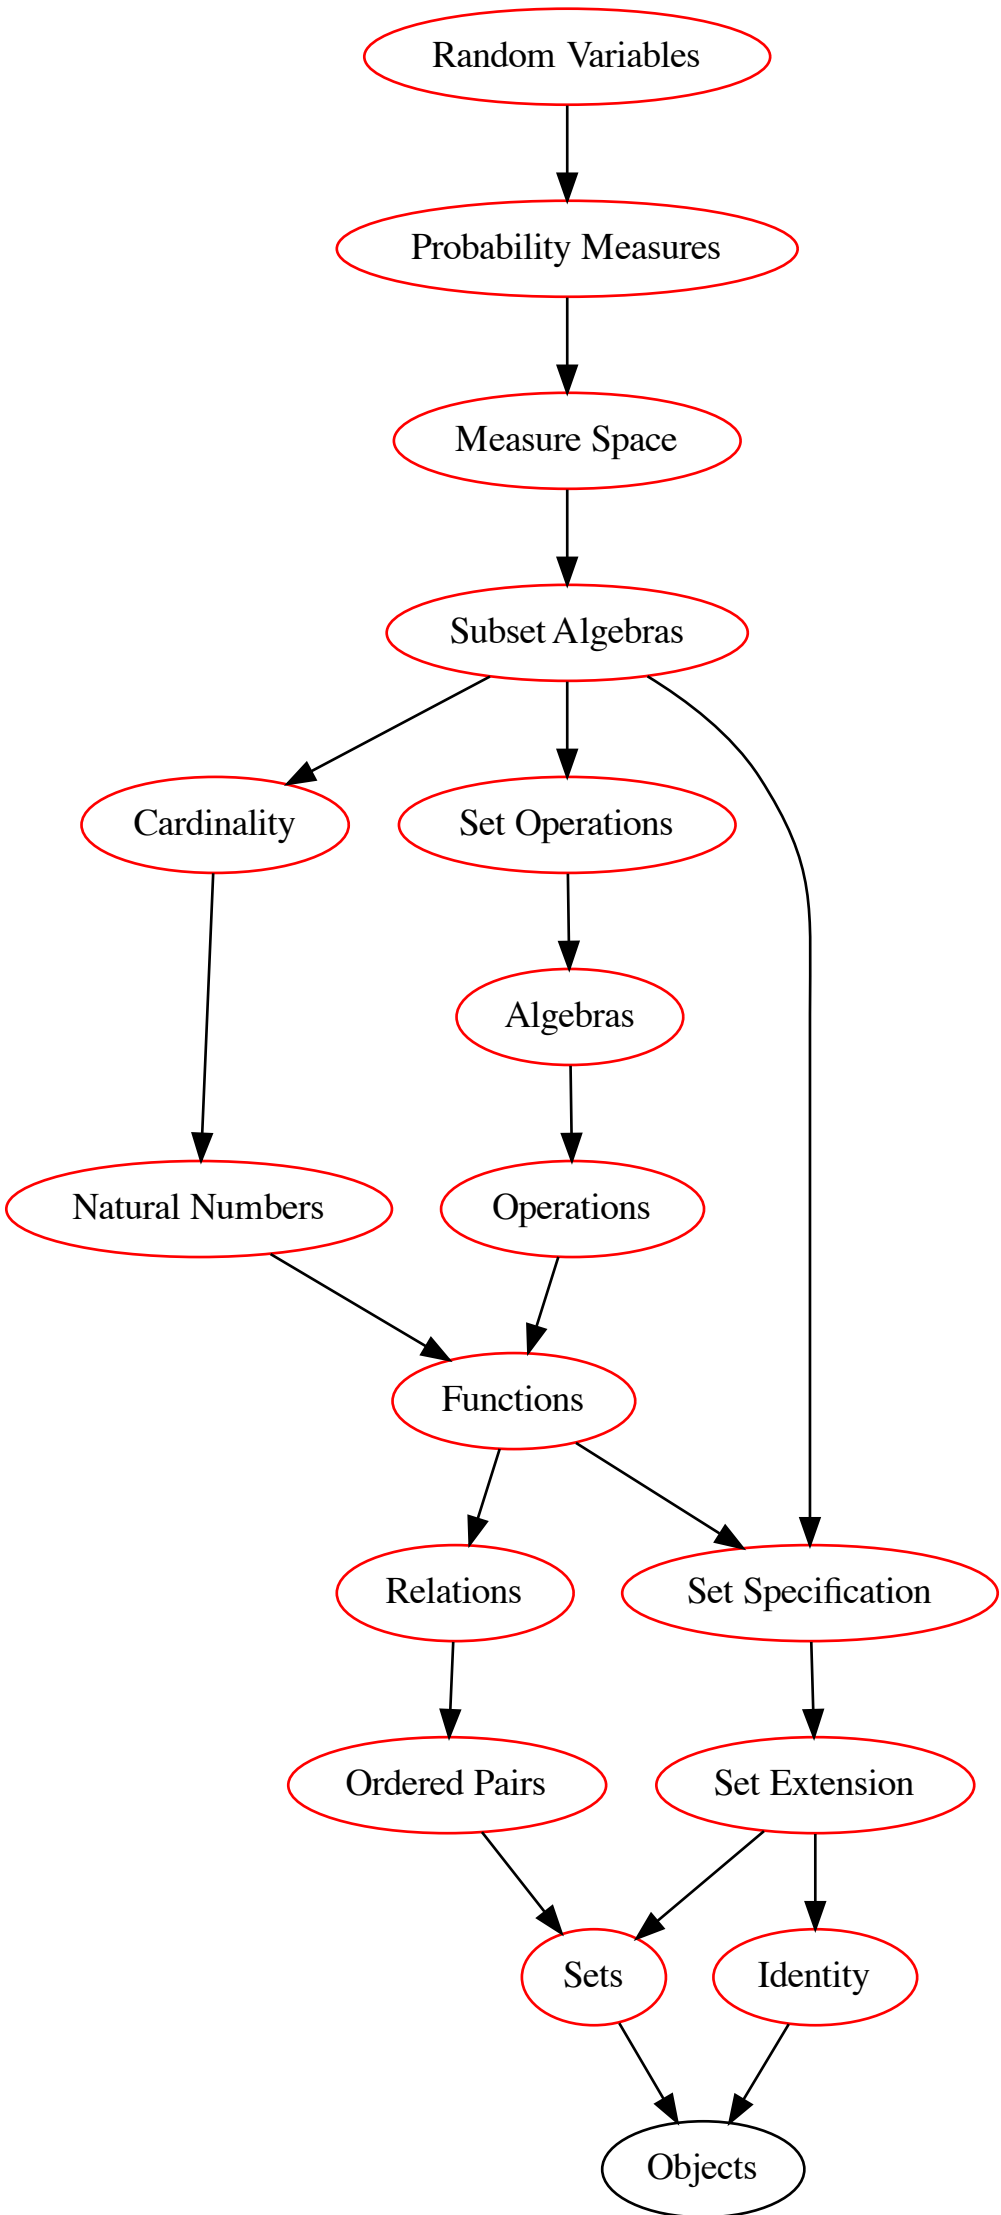 Random Variables
Probability Measures
Measure Space
Subset Algebras
Cardinality
Set Operations
Algebras
Natural Numbers
Operations
Functions
Relations
Set Specification
Ordered Pairs
Set Extension
Sets
Identity
Objects